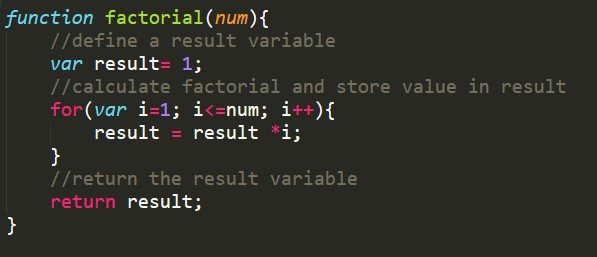 function factorial(num){
    //define a result variable
    var result= 1;
    //calculate factorial and store value in result
    for(var i=1; i<=num; i++){
        result = result *i;
    }
    //return the result variable
    return result;
}